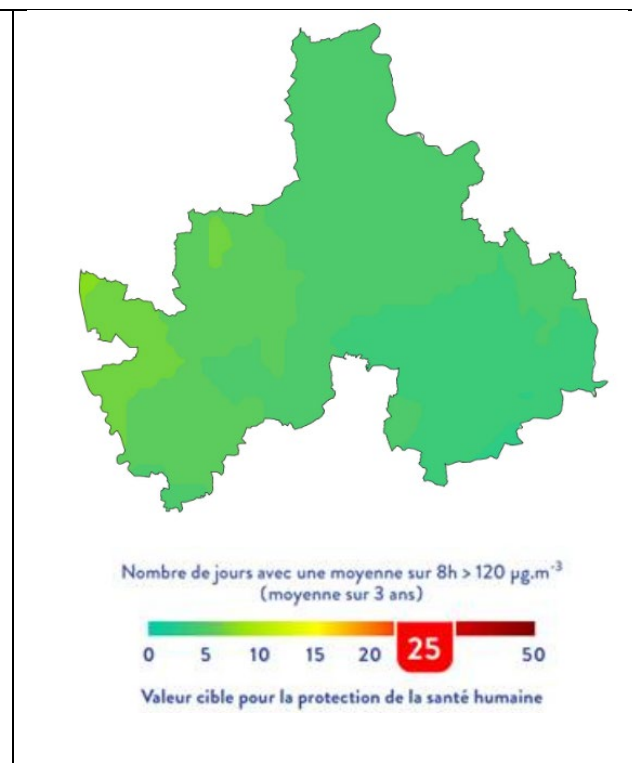 Nombre de jours avec une moyenne sur 8h > 120 µg.m⁻³
(moyenne sur 3 ans)
0 5 10 15 20 25 50
Valeur cible pour la protection de la santé humaine